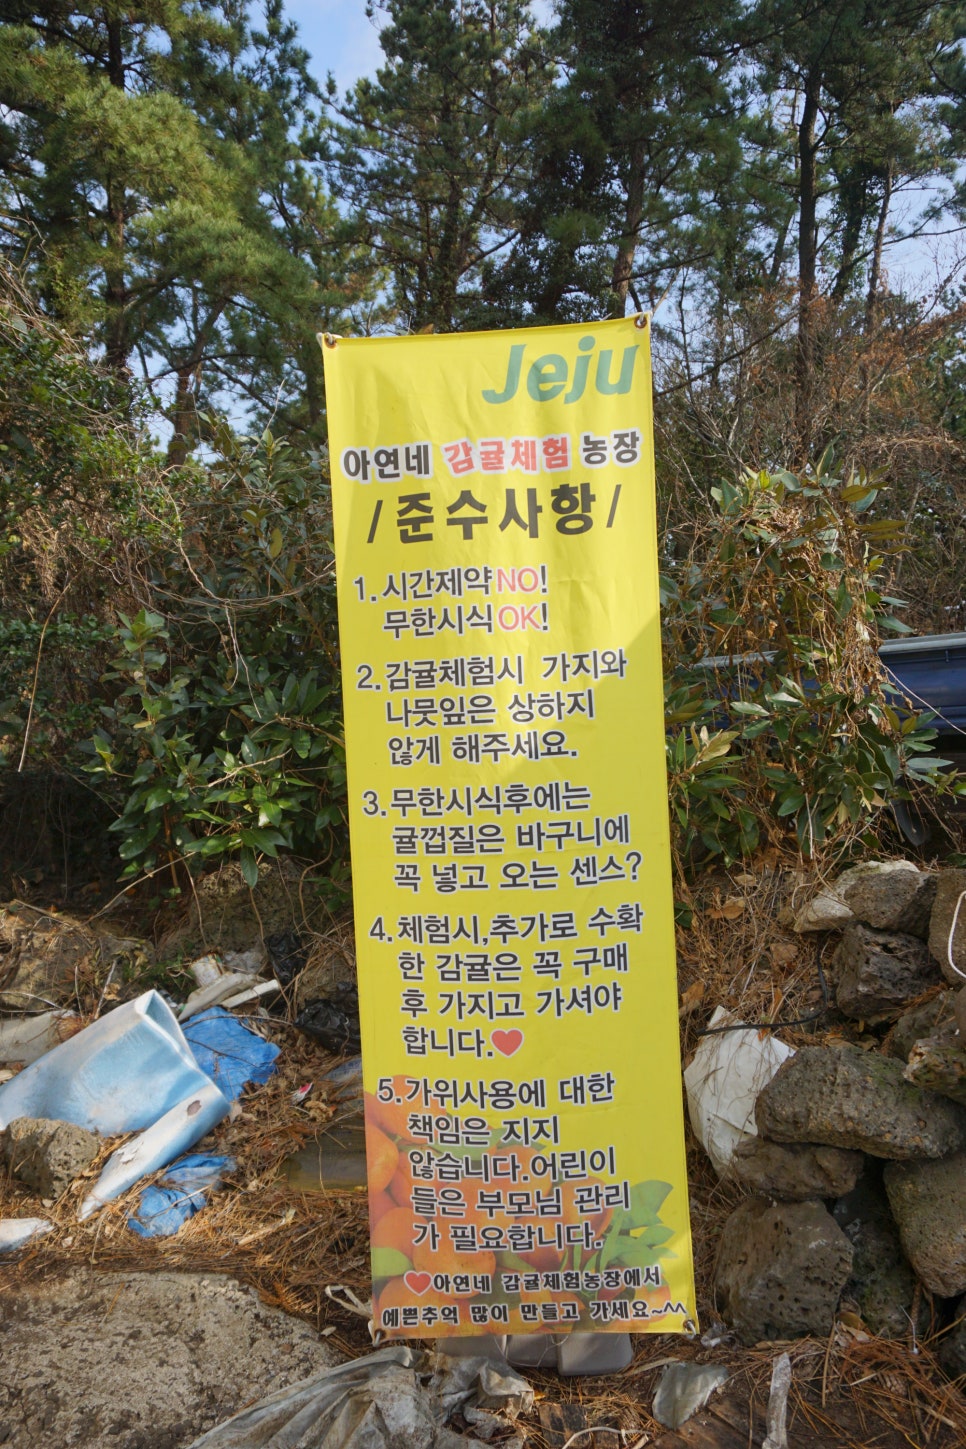 Jeju
아연네 감귤체험 농장
/준수사항/
1. 시간제약 NO!
무한시식 OK!
2. 감귤체험시 가지와
나뭇잎은 상하지
않게 해주세요.
3. 무한시식후에는
귤껍질은 바구니에
꼭 넣고 오는 센스?
4. 체험시,추가로 수확
한 감귤은 꼭 구매
후 가지고 가셔야
합니다.♥
5. 가위사용에 대한
책임은 지지
않습니다.어린이
들은 부모님 관리
가 필요합니다.
♥아연네 감귤체험농장에서
예쁜추억 많이 만들고 가세요~^^